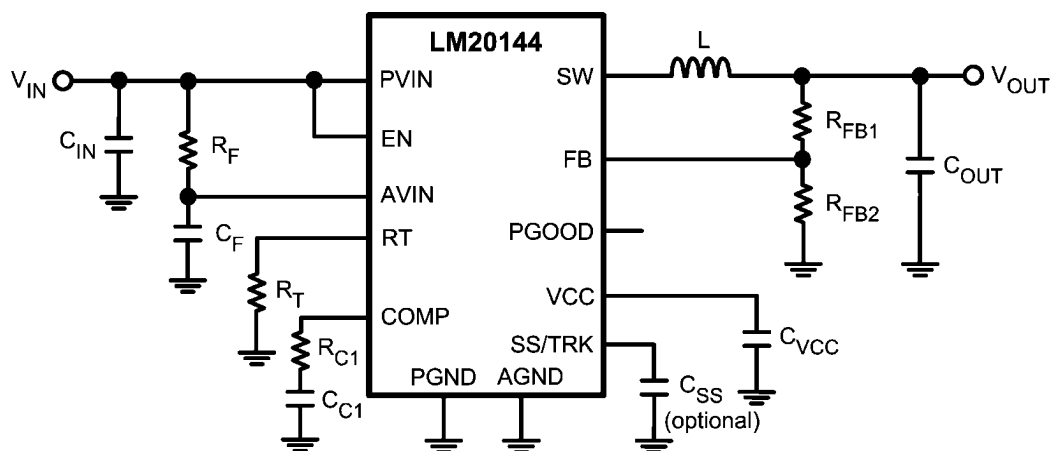 LM20144
V_IN
PVIN
SW
L
V_OUT
C_IN
R_F
EN
R_FB1
FB
C_OUT
AVIN
R_FB2
C_F
RT
PGOOD
R_T
VCC
COMP
C_VCC
R_C1
SS/TRK
PGND
AGND
C_SS
(optional)
C_C1